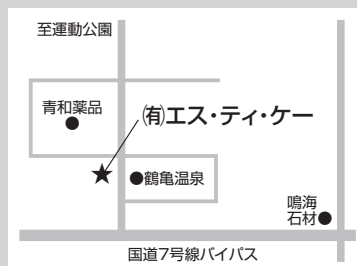 至運動公園
青和薬品
㈲エス・ティ・ケー
鶴亀温泉
鳴海
石材
国道7号線バイパス